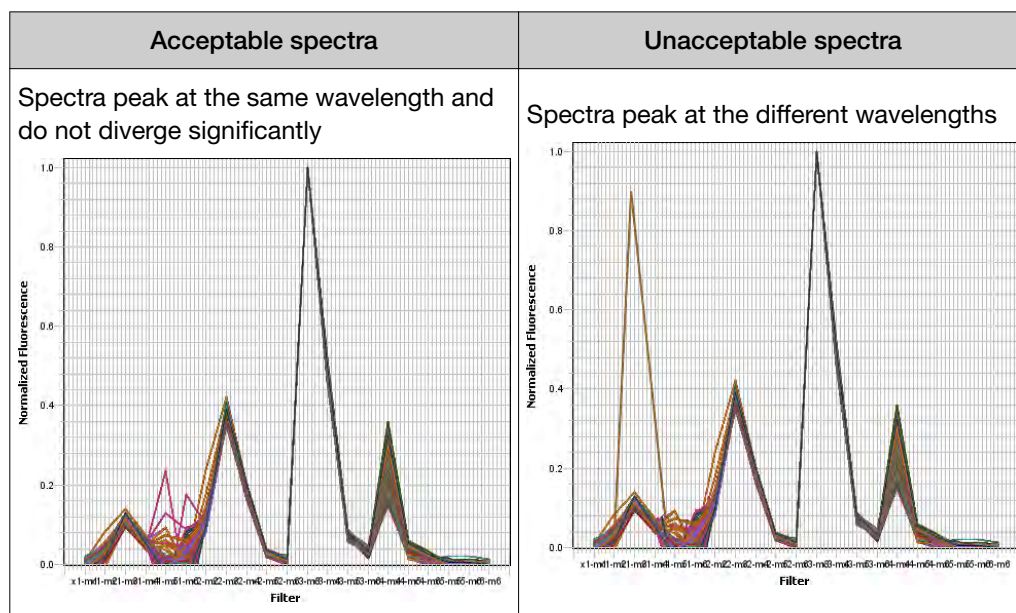 Acceptable spectra
Unacceptable spectra
Spectra peak at the same wavelength and
do not diverge significantly
Spectra peak at the different wavelengths
1.0
0.8
0.6
0.4
0.2
0.0
Normalized Fluorescence
Filter
1.0
0.8
0.6
0.4
0.2
0.0
Normalized Fluorescence
Filter